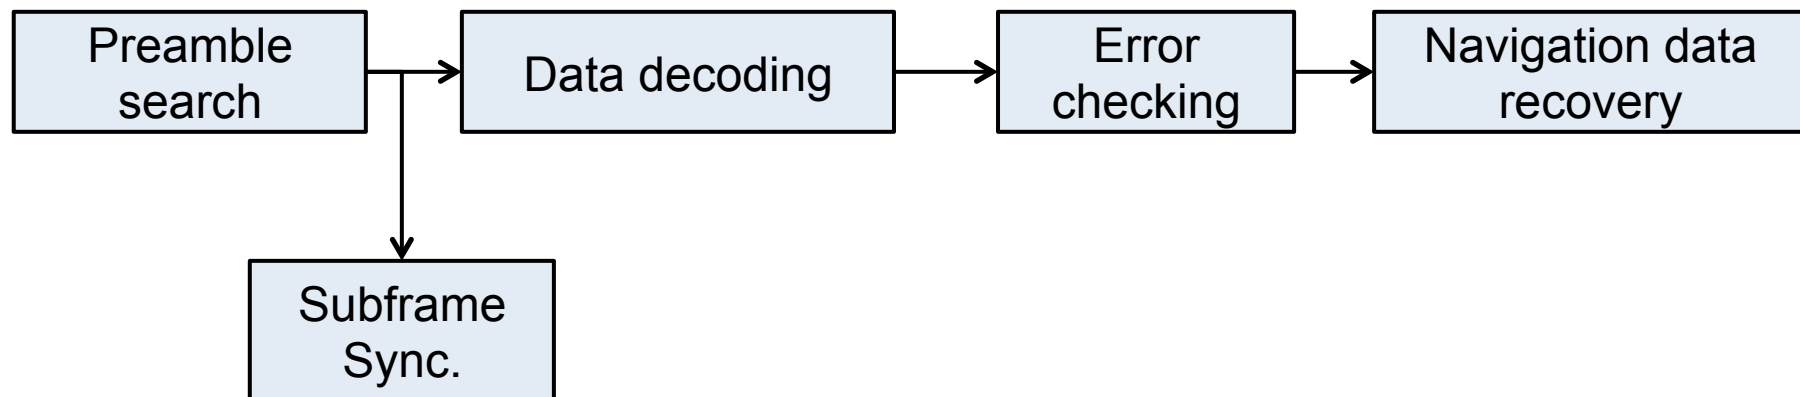 Preamble
search
Data decoding
Error
checking
Navigation data
recovery
Subframe
Sync.